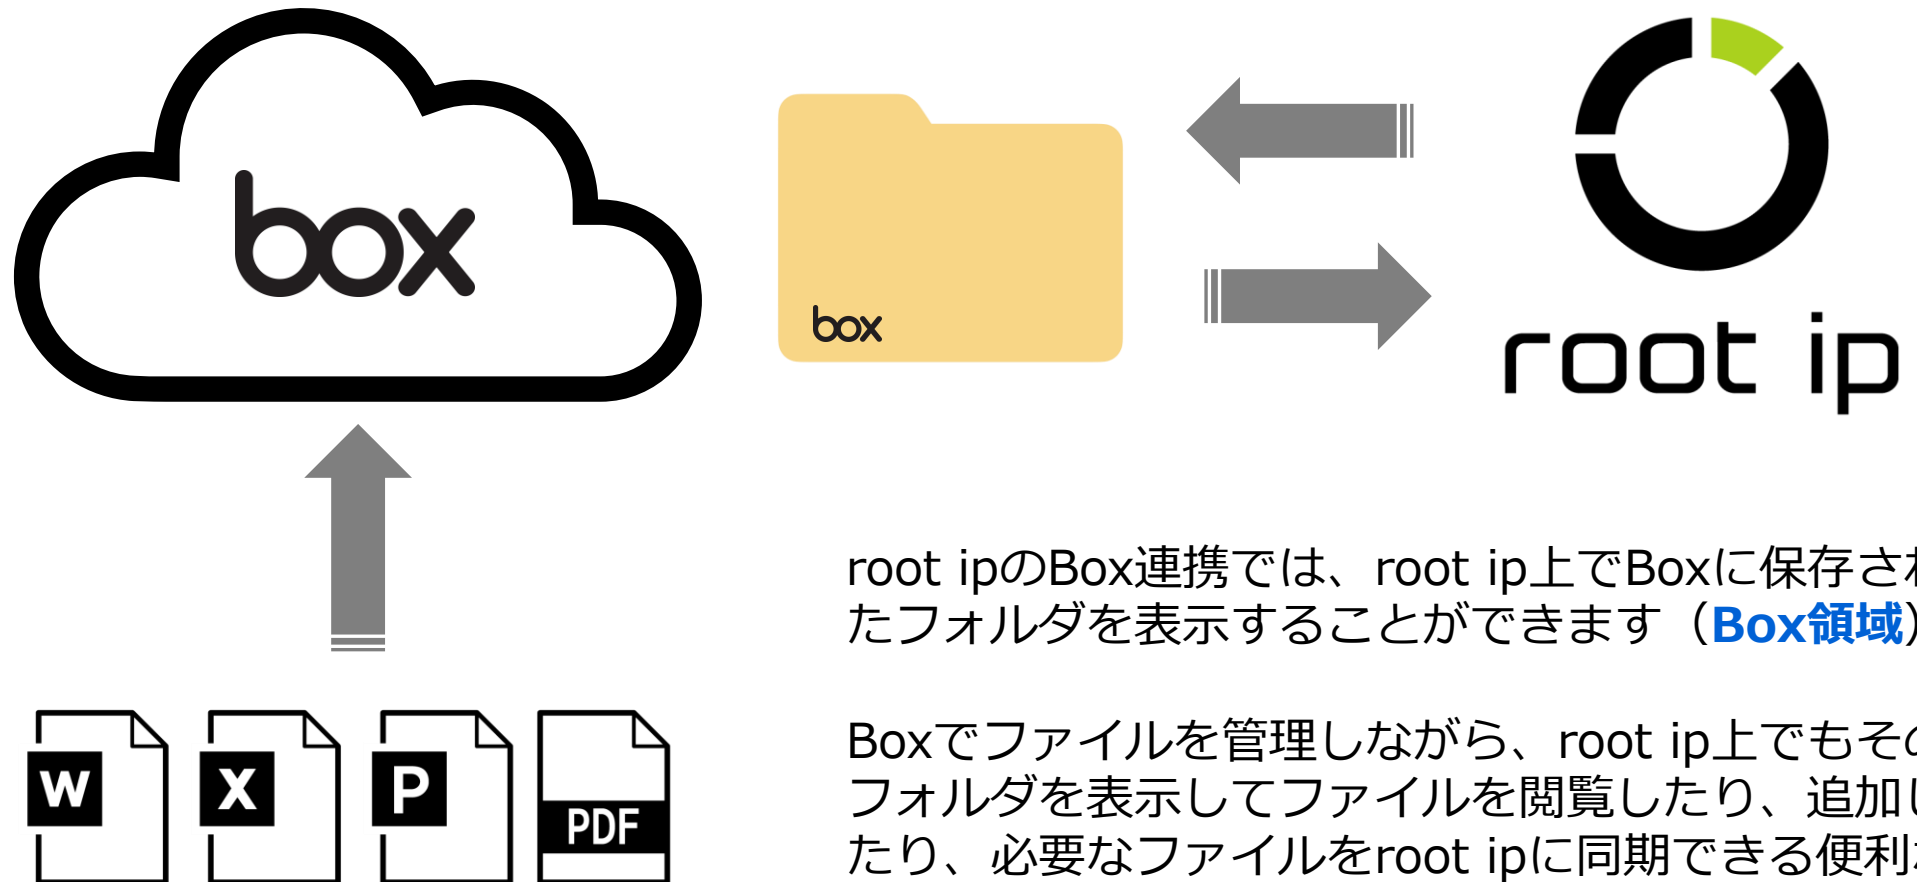 box
box
root ip
root ipのBox連携では、root ip上でBoxに保存され
たフォルダを表示することができます（Box領域）
Boxでファイルを管理しながら、root ip上でもその
フォルダを表示してファイルを閲覧したり、追加し
たり、必要なファイルをroot ipに同期できる便利な
W
X
P
PDF